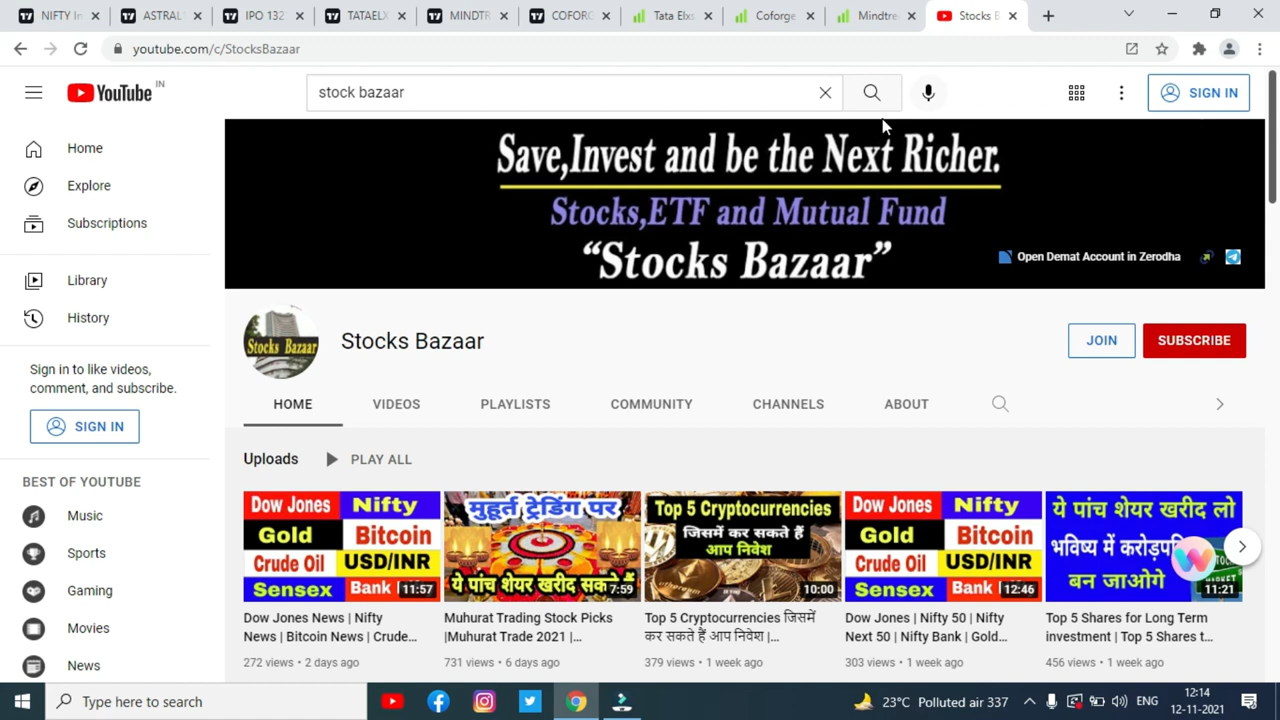 NIFTY In
ASTRAL
IPO 132
TATAELX
MINDTR
COFORG
Tata Elxs
Coforge
Mindtre
Stocks B
youtube.com/c/StocksBazaar
YouTube IN
stock bazaar
SIGN IN
Home
Explore
Subscriptions
Library
History
Sign in to like videos,
comment, and subscribe.
SIGN IN
BEST OF YOUTUBE
Music
Sports
Gaming
Movies
News
Save,Invest and be the Next Richer.
Stocks,ETF and Mutual Fund
“Stocks Bazaar”
Open Demat Account in Zerodha
Stocks Bazaar
Stocks Bazaar
JOIN
SUBSCRIBE
HOME
VIDEOS
PLAYLISTS
COMMUNITY
CHANNELS
ABOUT
Uploads
PLAY ALL
Dow Jones Nifty
Gold Bitcoin
Crude Oil USD/INR
Sensex Bank
11:57
Dow Jones News | Nifty
News | Bitcoin News | Crude...
272 views • 2 days ago
मुहूर्त ट्रेडिंग पर
ये पांच शेयर खरीद सकते
7:59
Muhurat Trading Stock Picks
|Muhurat Trade 2021 |...
731 views • 6 days ago
Top 5 Cryptocurrencies
जिसमें कर सकते हैं
आप निवेश
10:00
Top 5 Cryptocurrencies जिसमें
कर सकते हैं आप निवेश |...
379 views • 1 week ago
Dow Jones Nifty
Gold Bitcoin
Crude Oil USD/INR
Sensex Bank
12:46
Dow Jones | Nifty 50 | Nifty
Next 50 | Nifty Bank | Gold...
303 views • 1 week ago
ये पांच शेयर खरीद लो
भविष्य में करोड़पति
बन जाओगे
11:21
Top 5 Shares for Long Term
investment | Top 5 Shares t...
456 views • 1 week ago
Type here to search
23°C Polluted air 337
ENG
12:14
12-11-2021